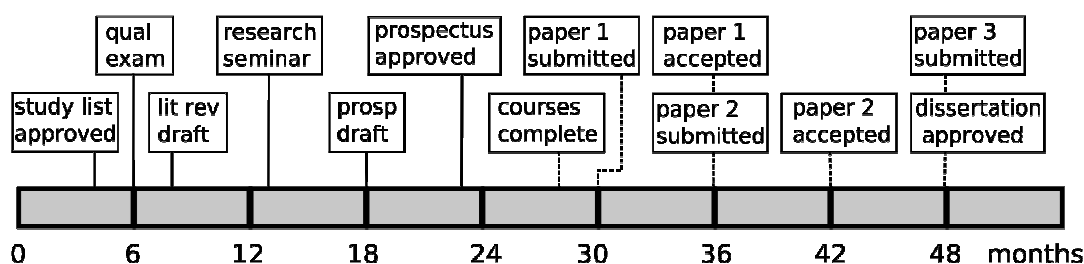 qual
exam
research
seminar
prospectus
approved
paper 1
submitted
paper 1
accepted
paper 3
submitted
study list
approved
lit rev
draft
prosp
draft
courses
complete
paper 2
submitted
paper 2
accepted
dissertation
approved
0 6 12 18 24 30 36 42 48 months